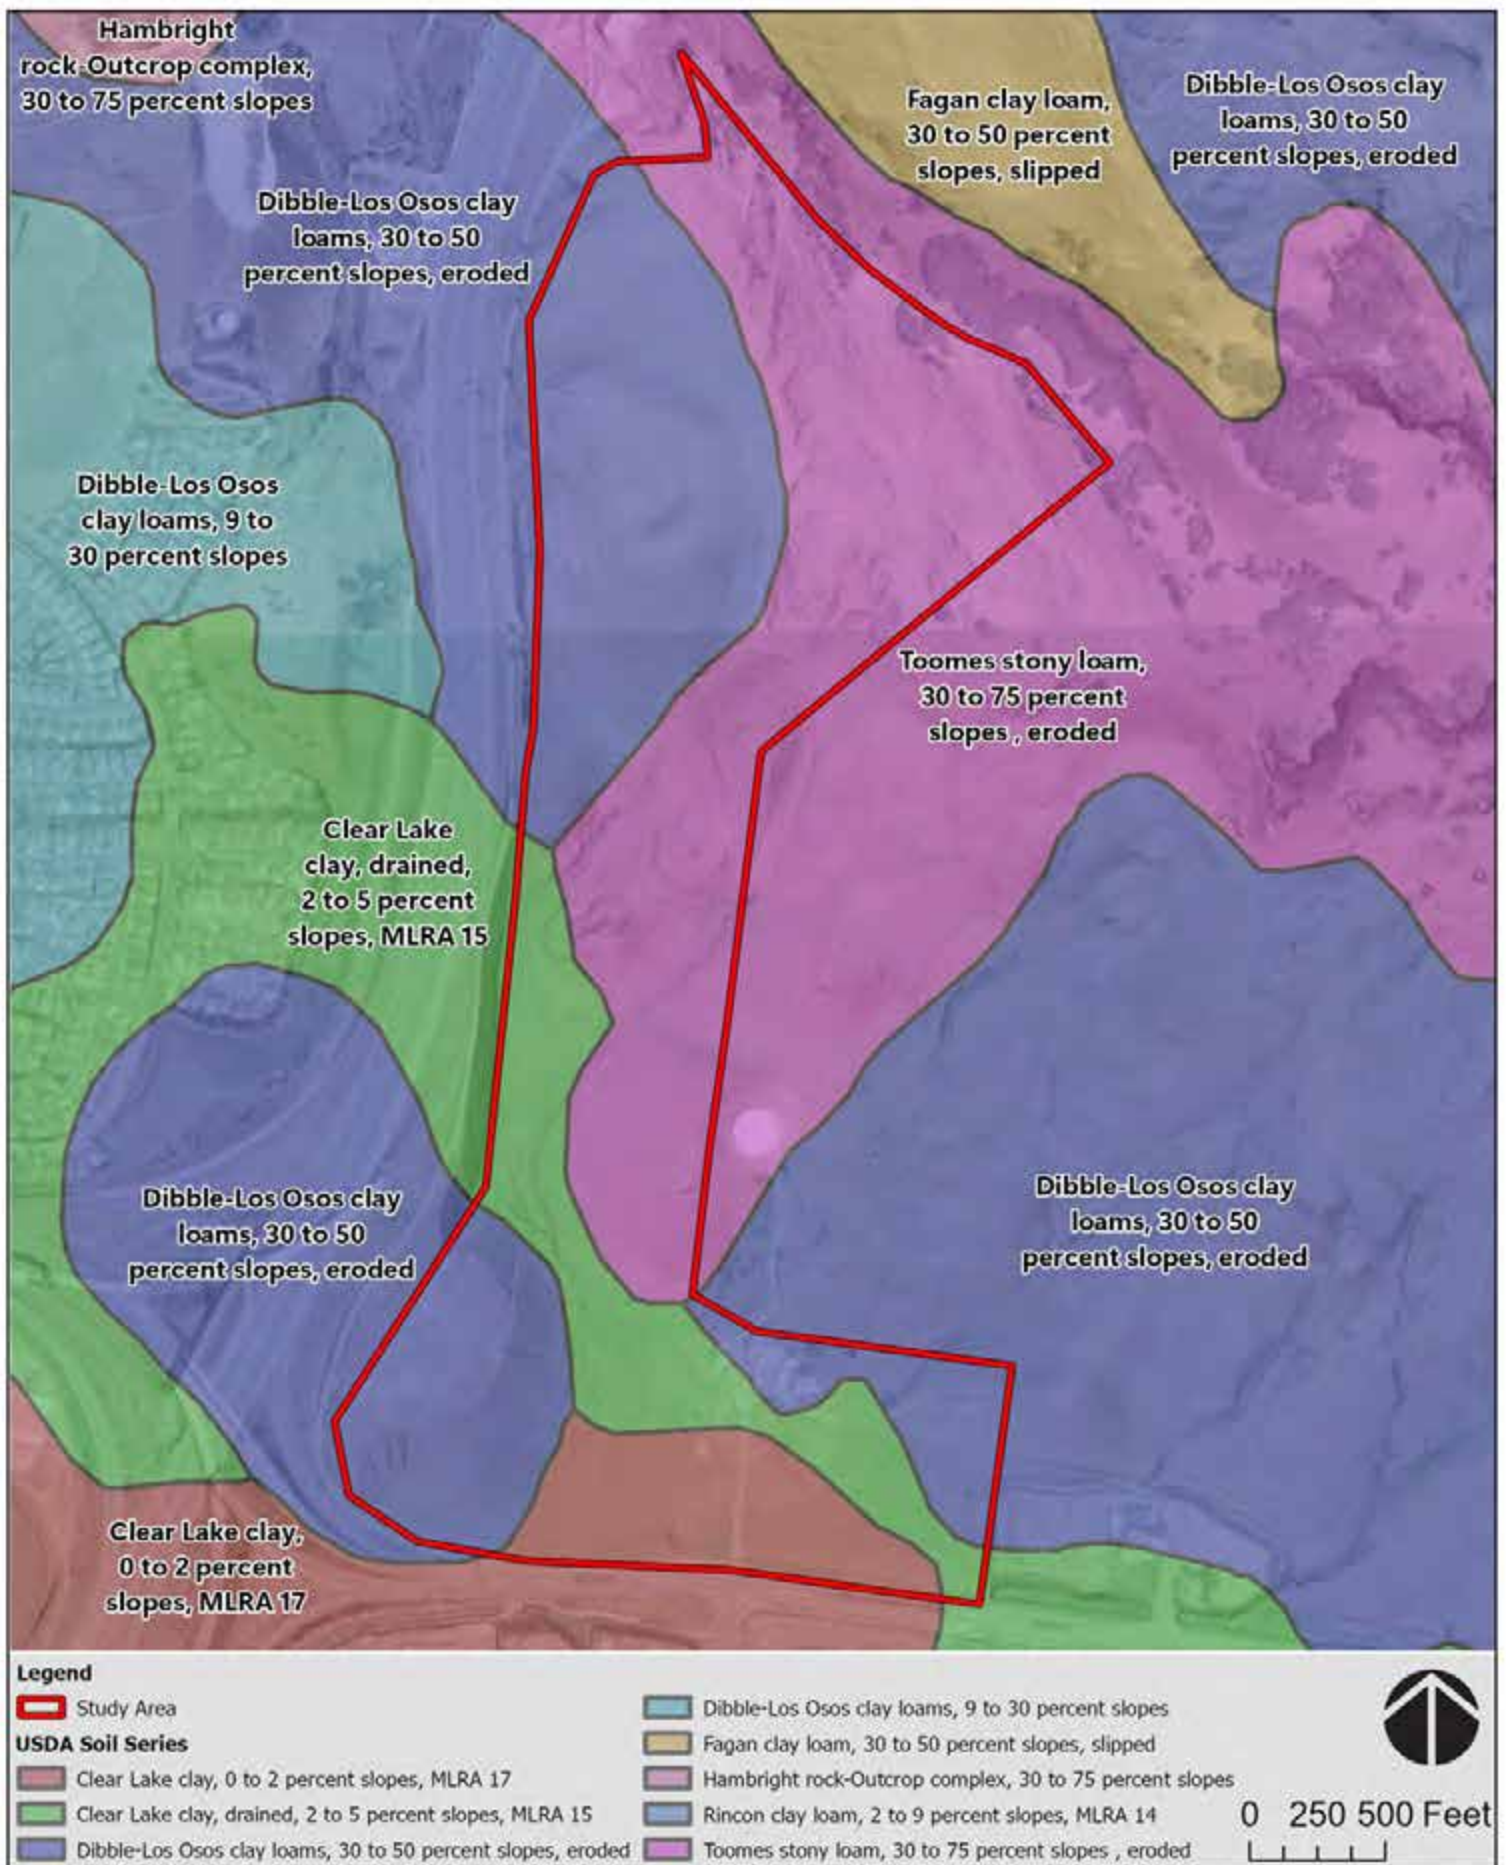 Hambright
rock-Outcrop complex,
30 to 75 percent slopes
Fagan clay loam,
30 to 50 percent
slopes, slipped
Dibble-Los Osos clay
loams, 30 to 50
percent slopes, eroded
Dibble-Los Osos clay
loams, 30 to 50
percent slopes, eroded
Dibble-Los Osos
clay loams, 9 to
30 percent slopes
Toomes stony loam,
30 to 75 percent
slopes , eroded
Clear Lake
clay, drained,
2 to 5 percent
slopes, MLRA 15
Dibble-Los Osos clay
loams, 30 to 50
percent slopes, eroded
Dibble-Los Osos clay
loams, 30 to 50
percent slopes, eroded
Clear Lake clay,
0 to 2 percent
slopes, MLRA 17
Legend
Study Area
USDA Soil Series
Clear Lake clay, 0 to 2 percent slopes, MLRA 17
Clear Lake clay, drained, 2 to 5 percent slopes, MLRA 15
Dibble-Los Osos clay loams, 30 to 50 percent slopes, eroded
Dibble-Los Osos clay loams, 9 to 30 percent slopes
Fagan clay loam, 30 to 50 percent slopes, slipped
Hambright rock-Outcrop complex, 30 to 75 percent slopes
Rincon clay loam, 2 to 9 percent slopes, MLRA 14
Toomes stony loam, 30 to 75 percent slopes , eroded
0 250 500 Feet